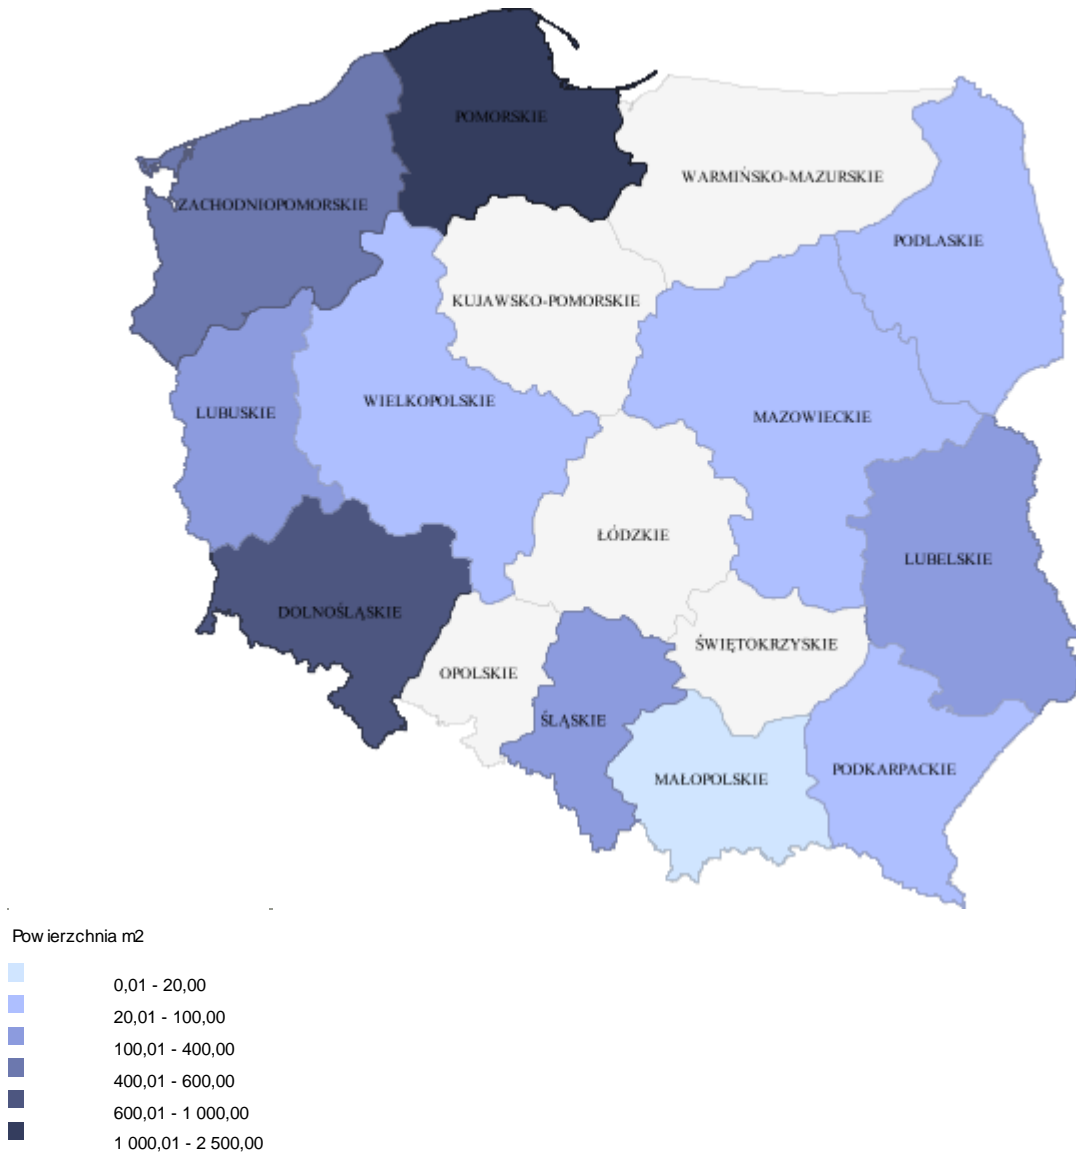 POMORSKIE
WARMIŃSKO-MAZURSKIE
ZACHODNIOPOMORSKIE
PODLASKIE
KUJAWSKO-POMORSKIE
WIELKOPOLSKIE
LUBUSKIE
MAZOWIECKIE
ŁÓDZKIE
LUBELSKIE
DOLNOŚLĄSKIE
ŚWIĘTOKRZYSKIE
OPOLSKIE
ŚLĄSKIE
PODKARPACKIE
MAŁOPOLSKIE
Powierzchnia m2
0,01 - 20,00
20,01 - 100,00
100,01 - 400,00
400,01 - 600,00
600,01 - 1 000,00
1 000,01 - 2 500,00